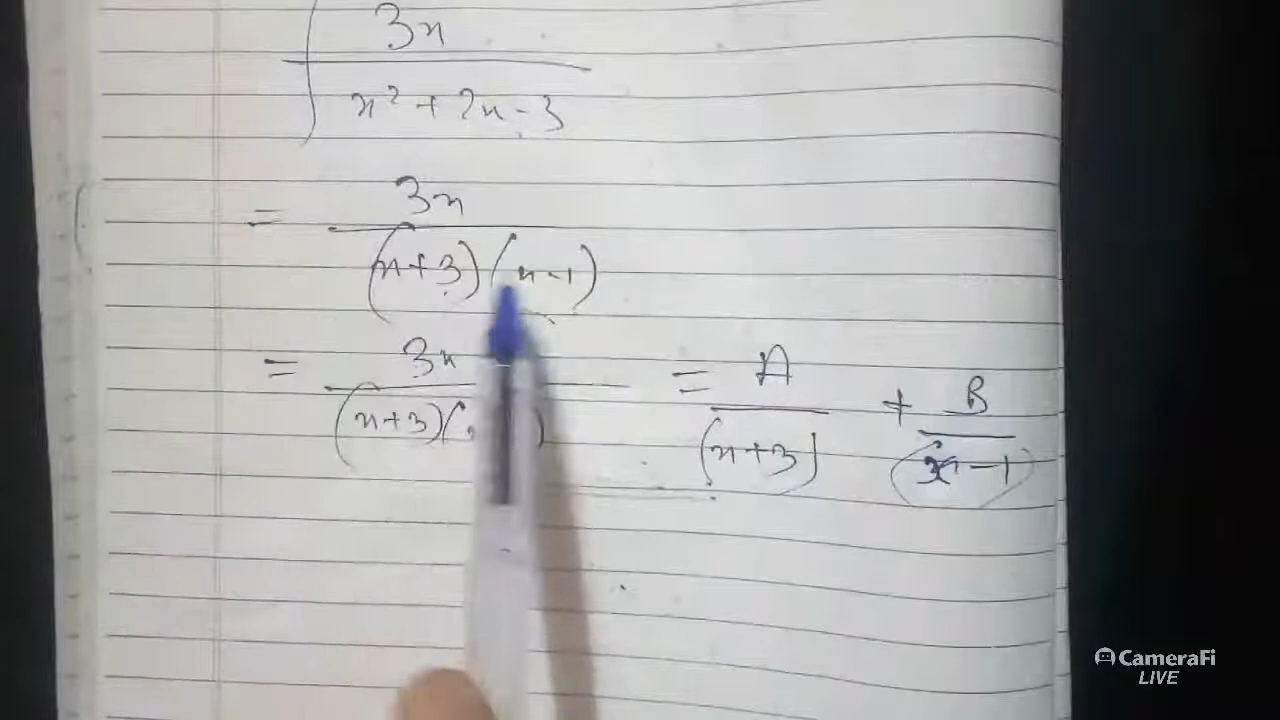 3x
x² + 2x - 3
= 3x
(x+3) (x-1)
= 3x = A + B
(x+3)( ) (x+3) (x-1)
CameraFi
LIVE